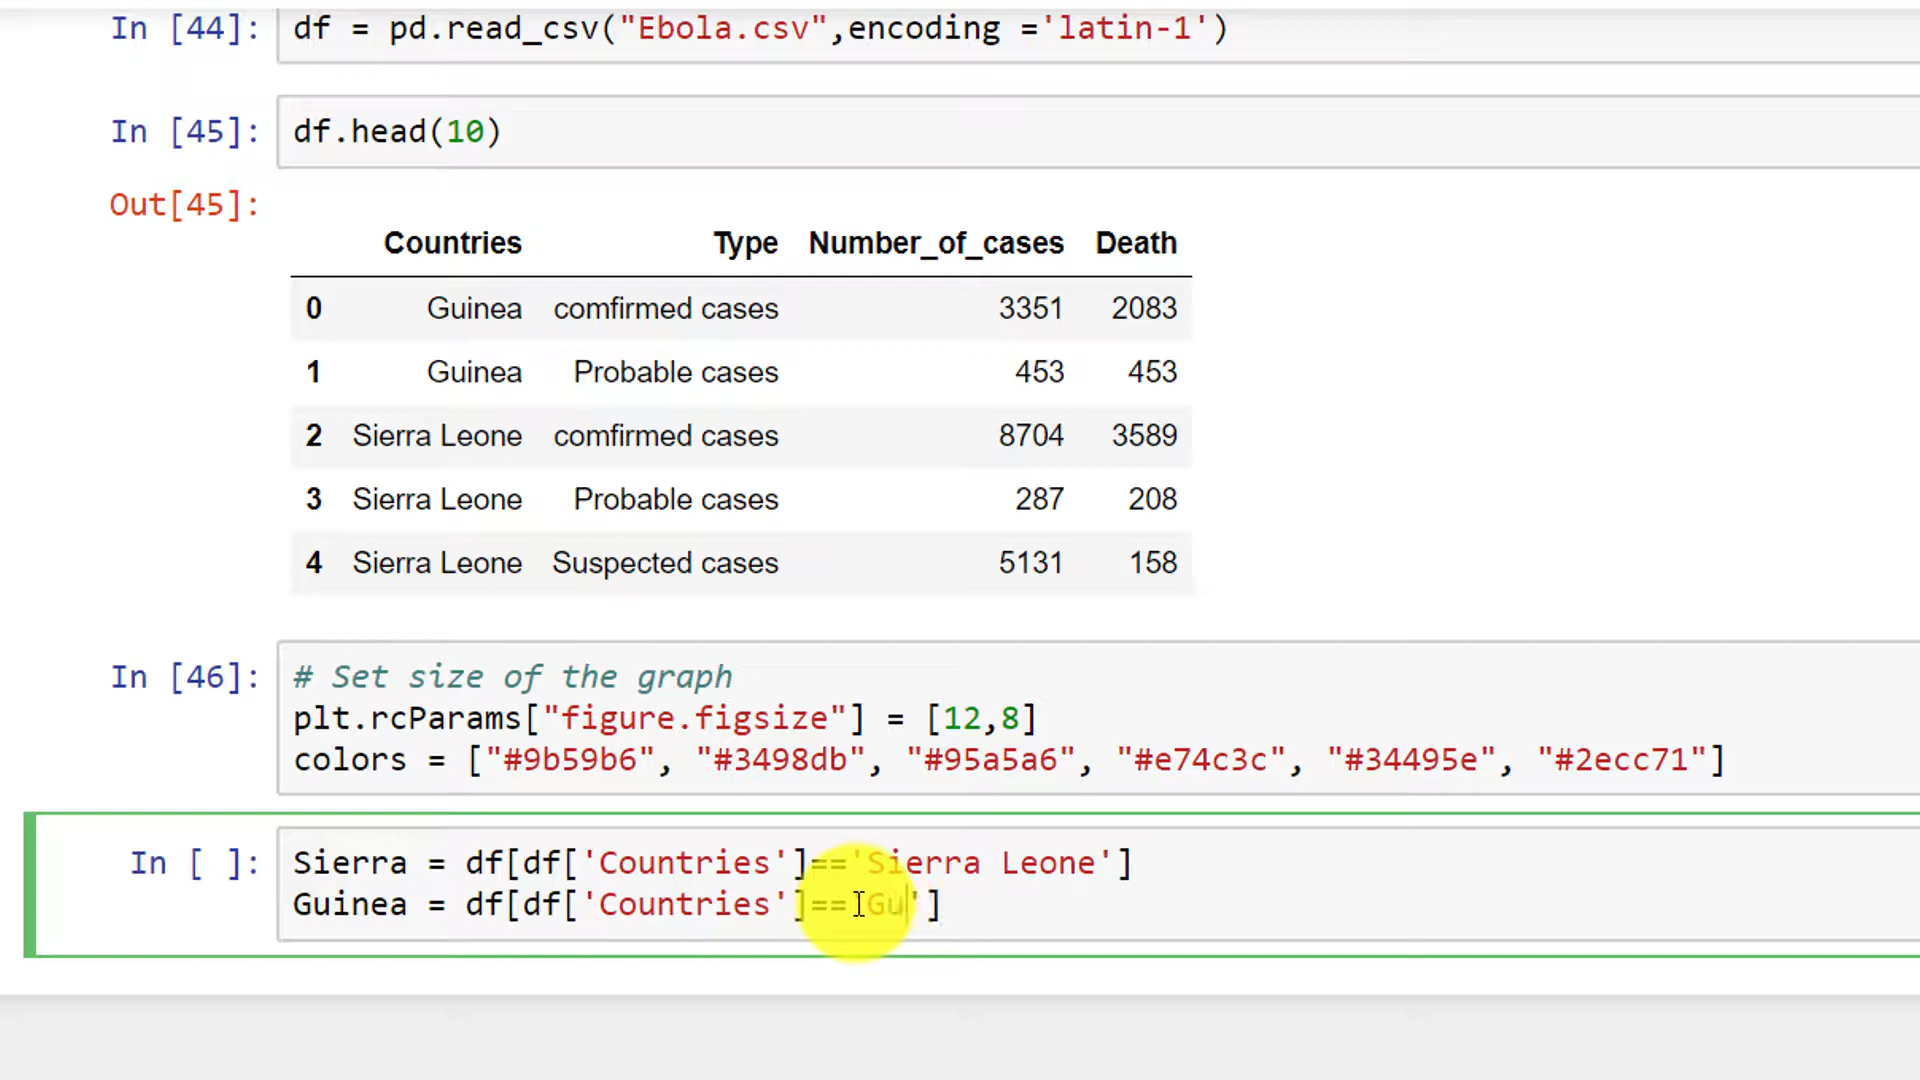 In [44]: df = pd.read_csv("Ebola.csv",encoding ='latin-1')
In [45]: df.head(10)
Out[45]:
Countries Type Number_of_cases Death
0 Guinea comfirmed cases 3351 2083
1 Guinea Probable cases 453 453
2 Sierra Leone comfirmed cases 8704 3589
3 Sierra Leone Probable cases 287 208
4 Sierra Leone Suspected cases 5131 158
In [46]: # Set size of the graph
plt.rcParams["figure.figsize"] = [12,8]
colors = ["#9b59b6", "#3498db", "#95a5a6", "#e74c3c", "#34495e", "#2ecc71"]
In [ ]: Sierra = df[df['Countries']=='Sierra Leone']
Guinea = df[df['Countries']=='Gu']